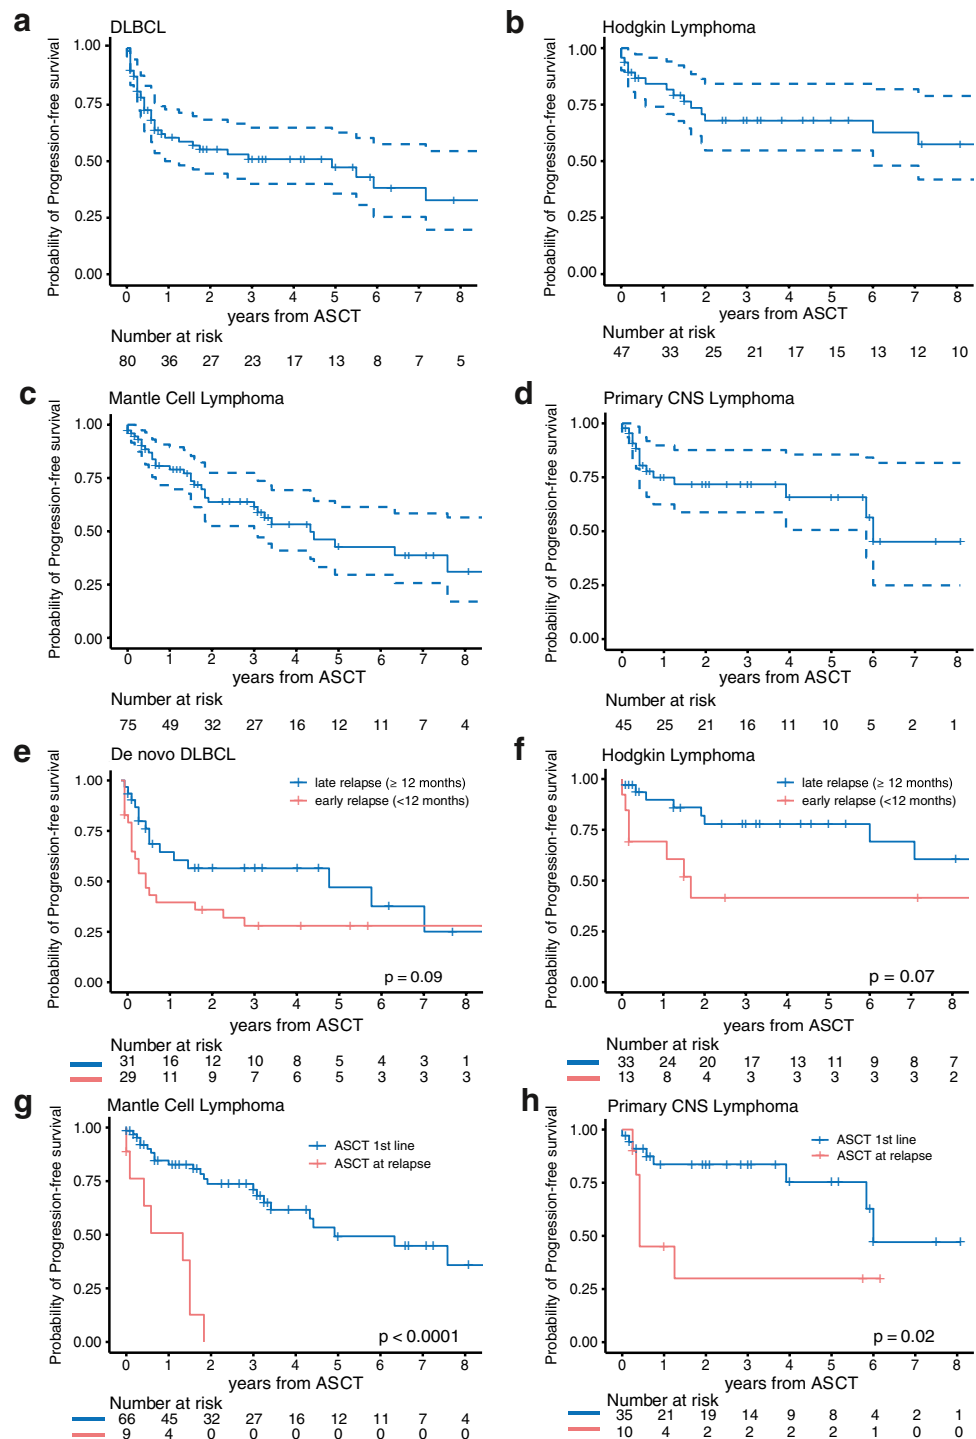 a
DLBCL
Probability of Progression-free survival
1.00
0.75
0.50
0.25
0.00
0 1 2 3 4 5 6 7 8
years from ASCT
Number at risk
80 36 27 23 17 13 8 7 5
b
Hodgkin Lymphoma
Probability of Progression-free survival
1.00
0.75
0.50
0.25
0.00
0 1 2 3 4 5 6 7 8
years from ASCT
Number at risk
47 33 25 21 17 15 13 12 10
c
Mantle Cell Lymphoma
Probability of Progression-free survival
1.00
0.75
0.50
0.25
0.00
0 1 2 3 4 5 6 7 8
years from ASCT
Number at risk
75 49 32 27 16 12 11 7 4
d
Primary CNS Lymphoma
Probability of Progression-free survival
1.00
0.75
0.50
0.25
0.00
0 1 2 3 4 5 6 7 8
years from ASCT
Number at risk
45 25 21 16 11 10 5 2 1
e
De novo DLBCL
Probability of Progression-free survival
1.00
0.75
0.50
0.25
0.00
late relapse (≥ 12 months)
early relapse (<12 months)
p = 0.09
0 1 2 3 4 5 6 7 8
years from ASCT
Number at risk
31 16 12 10 8 5 4 3 1
29 11 9 7 6 5 3 3 3
f
Hodgkin Lymphoma
Probability of Progression-free survival
1.00
0.75
0.50
0.25
0.00
late relapse (≥ 12 months)
early relapse (<12 months)
p = 0.07
0 1 2 3 4 5 6 7 8
years from ASCT
Number at risk
33 24 20 17 13 11 9 8 7
13 8 4 3 3 3 3 3 2
g
Mantle Cell Lymphoma
Probability of Progression-free survival
1.00
0.75
0.50
0.25
0.00
ASCT 1st line
ASCT at relapse
p < 0.0001
0 1 2 3 4 5 6 7 8
years from ASCT
Number at risk
66 45 32 27 16 12 11 7 4
9 4 0 0 0 0 0 0 0
h
Primary CNS Lymphoma
Probability of Progression-free survival
1.00
0.75
0.50
0.25
0.00
ASCT 1st line
ASCT at relapse
p = 0.02
0 1 2 3 4 5 6 7 8
years from ASCT
Number at risk
35 21 19 14 9 8 4 2 1
10 4 2 2 2 2 1 0 0